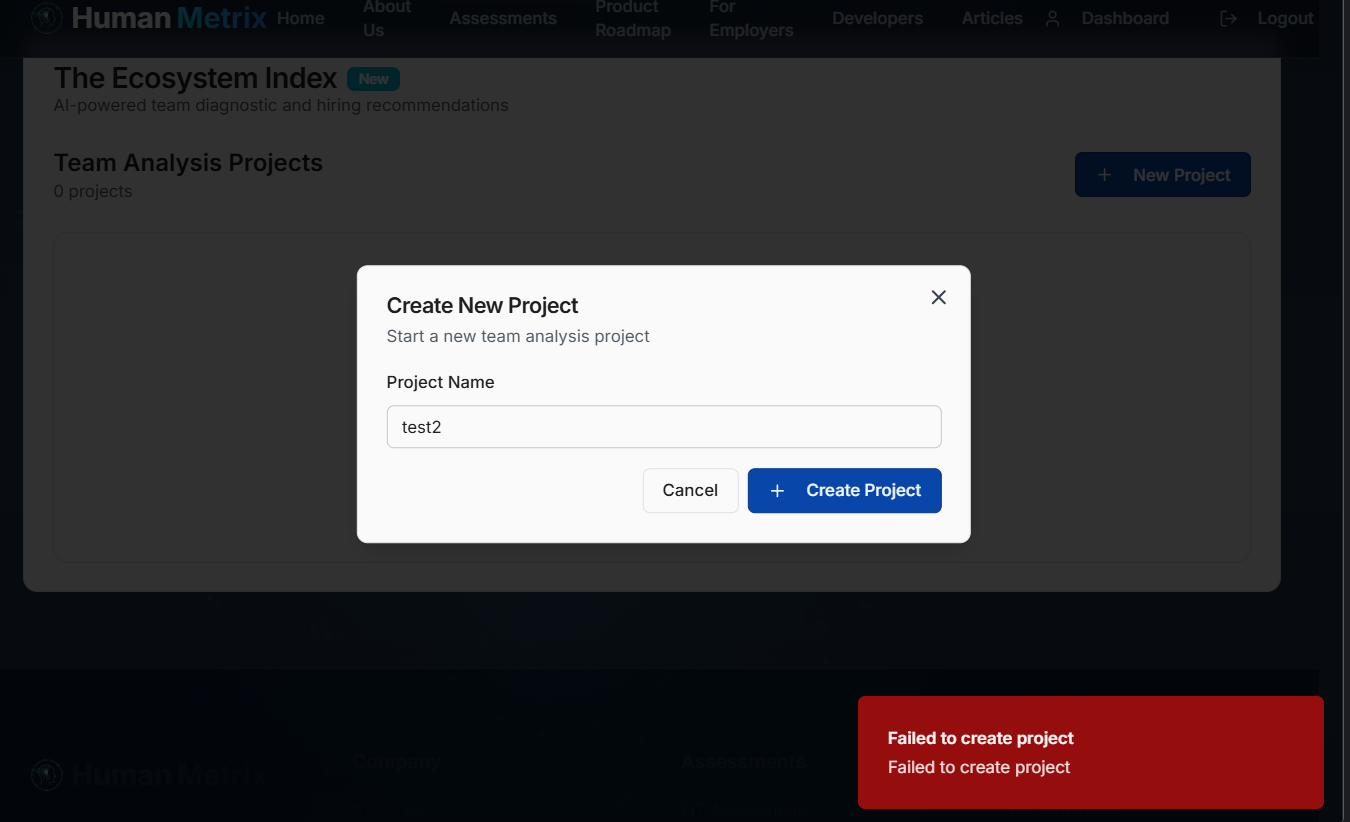 Human Metrix
Home
About
Us
Assessments
Product
Roadmap
For
Employers
Developers
Articles
Dashboard
Logout
The Ecosystem Index
New
AI-powered team diagnostic and hiring recommendations
Team Analysis Projects
0 projects
New Project
Create New Project
Start a new team analysis project
Project Name
test2
Cancel
Create Project
Human Metrix
Company
Assessments
Failed to create project
Failed to create project